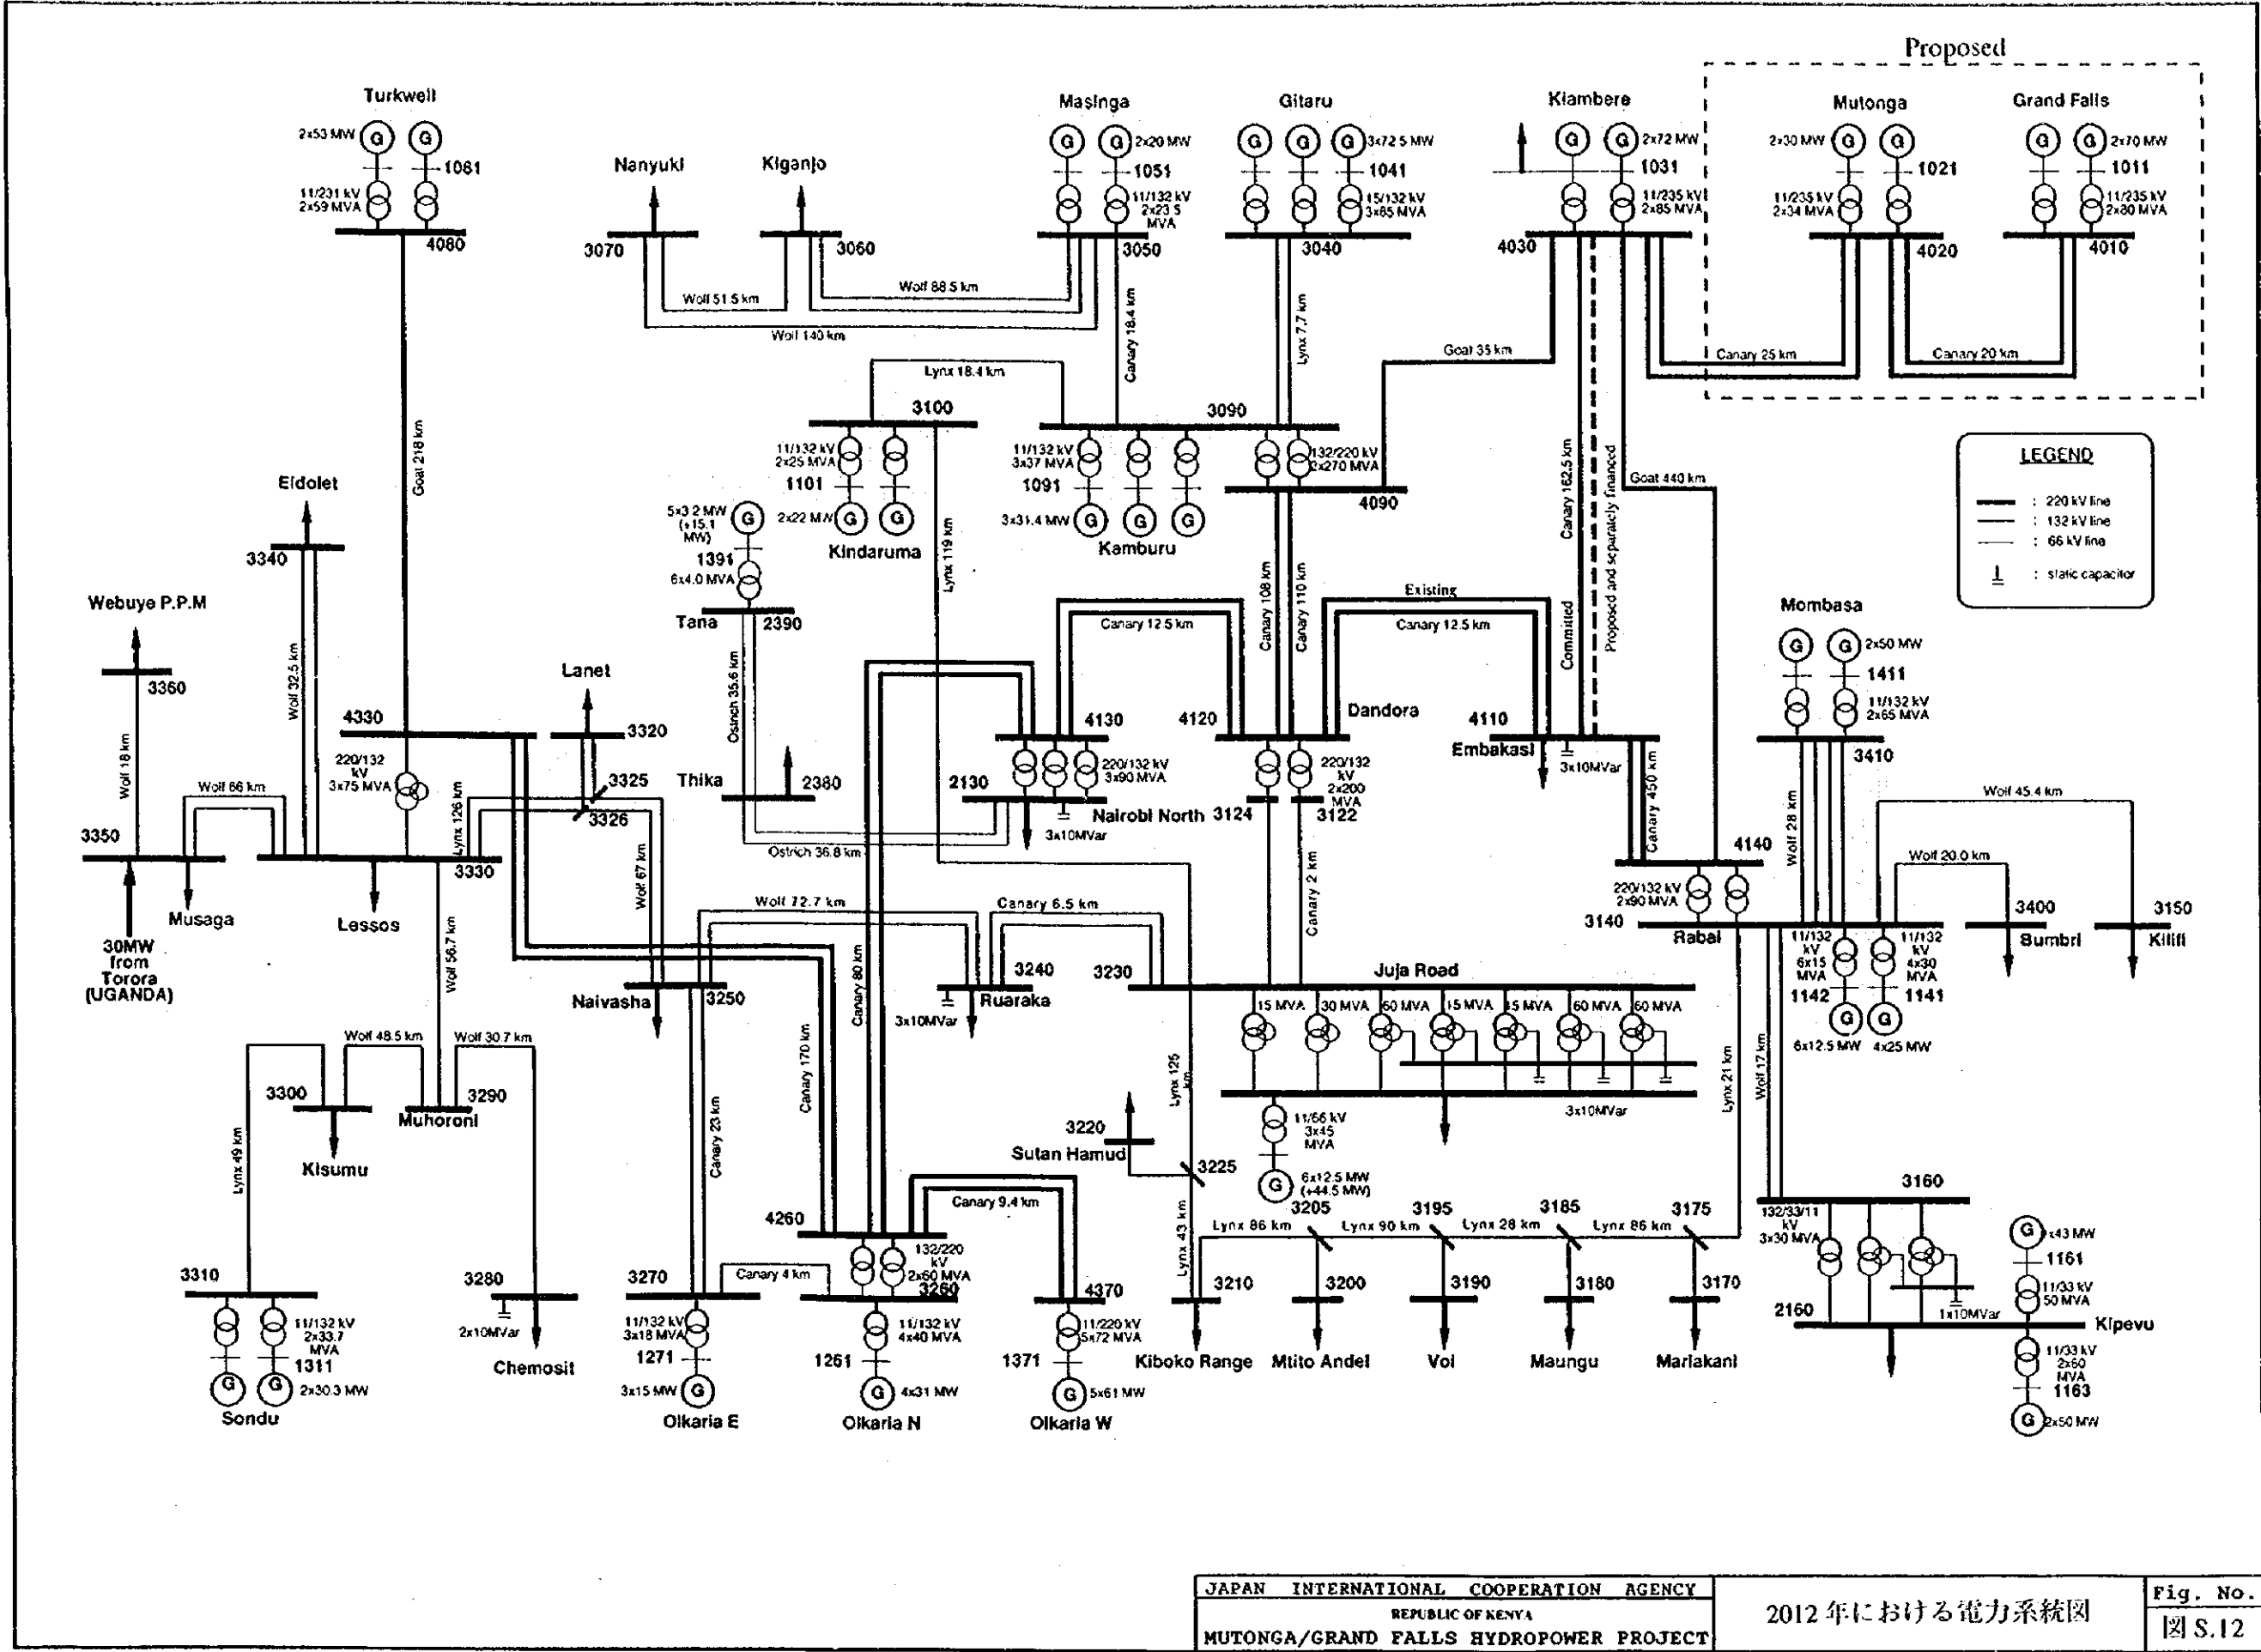 Proposed
Turkwell
2x53 MW
G
G
1081
11/231 kV
2x59 MVA
4080
Goat 218 km
Nanyuki
3070
Kiganjo
3060
Wolf 51.5 km
Wolf 88.5 km
Wolf 140 km
Masinga
G
G
2x20 MW
1051
11/132 kV
2x23.5
MVA
3050
Canary 18.4 km
Gitaru
G
G
G
3x72.5 MW
1041
15/132 kV
3x85 MVA
3040
Lynx 7.7 km
Kiambere
G
G
2x72 MW
1031
11/235 kV
2x85 MVA
4030
Mutonga
2x30 MW
G
G
1021
11/235 kV
2x34 MVA
4020
Grand Falls
G
G
2x70 MW
1011
11/235 kV
2x80 MVA
4010
Canary 25 km
Canary 20 km
Goat 35 km
Canary 162.5 km
Committed
Proposed and separately financed
Goat 440 km
LEGEND
: 220 kV line
: 132 kV line
: 66 kV line
: static capacitor
Lynx 18.4 km
3100
11/132 kV
2x25 MVA
1101
2x22 MW
G
G
Kindaruma
Lynx 119 km
3090
11/132 kV
3x37 MVA
1091
3x31.4 MW
G
G
G
Kamburu
132/220 kV
2x270 MVA
4090
Canary 108 km
Canary 110 km
Eldolet
3340
Wolf 32.5 km
Webuye P.P.M
3360
Wolf 18 km
5x3.2 MW
(+15.1
MW)
G
1391
6x4.0 MVA
Tana
2390
Ostrich 35.6 km
Thika
2380
Ostrich 36.8 km
Canary 12.5 km
Existing
Canary 12.5 km
4130
220/132 kV
3x90 MVA
2130
Nairobi North
3x10MVar
4120
Dandora
220/132
kV
2x200
MVA
3124
3122
Canary 2 km
4110
Embakasi
3x10MVar
Canary 450 km
4140
220/132 kV
2x90 MVA
3140
Rabai
Mombasa
G
G
2x50 MW
1411
11/132 kV
2x65 MVA
3410
Wolf 28 km
Wolf 45.4 km
Wolf 20.0 km
3400
Bumbri
3150
Kilifi
11/132
kV
6x15
MVA
1142
G
6x12.5 MW
11/132
kV
4x30
MVA
1141
G
4x25 MW
Lanet
3320
3325
3326
4330
220/132
kV
3x75 MVA
Lynx 126 km
3330
Lessos
Wolf 66 km
3350
Musaga
30MW
from
Torora
(UGANDA)
Wolf 56.7 km
Wolf 67 km
Naivasha
3250
Wolf 72.7 km
Canary 6.5 km
3240
Ruaraka
3x10MVar
3230
Juja Road
15 MVA
30 MVA
60 MVA
15 MVA
15 MVA
60 MVA
60 MVA
3x10MVar
11/66 kV
3x45
MVA
G
6x12.5 MW
(+44.5 MW)
Canary 80 km
Canary 170 km
Canary 23 km
Wolf 48.5 km
Wolf 30.7 km
3300
Kisumu
3290
Muhoroni
Lynx 49 km
3310
11/132 kV
2x33.7
MVA
1311
G
G
2x30.3 MW
Sondu
3280
2x10MVar
Chemosit
3270
11/132 kV
3x18 MVA
1271
3x15 MW
G
Olkaria E
Canary 4 km
4260
132/220
kV
2x60 MVA
3260
11/132 kV
4x40 MVA
1261
G
4x31 MW
Olkaria N
Canary 9.4 km
4370
11/220 kV
5x72 MVA
1371
G
5x61 MW
Olkaria W
Lynx 125
km
3220
Sutan Hamud
3225
Lynx 43 km
3210
Kiboko Range
Lynx 86 km
3205
3200
Mtito Andei
Lynx 90 km
3195
3190
Voi
Lynx 28 km
3185
3180
Maungu
Lynx 86 km
3175
3170
Mariakani
Lynx 21 km
Wolf 17 km
3160
132/33/11
kV
3x30 MVA
2160
1x10MVar
Kipevu
G
x43 MW
1161
11/33 kV
50 MVA
11/33 kV
2x60
MVA
1163
G
2x50 MW
JAPAN INTERNATIONAL COOPERATION AGENCY
REPUBLIC OF KENYA
MUTONGA/GRAND FALLS HYDROPOWER PROJECT
2012年における電力系統図
Fig. No.
図 S.12